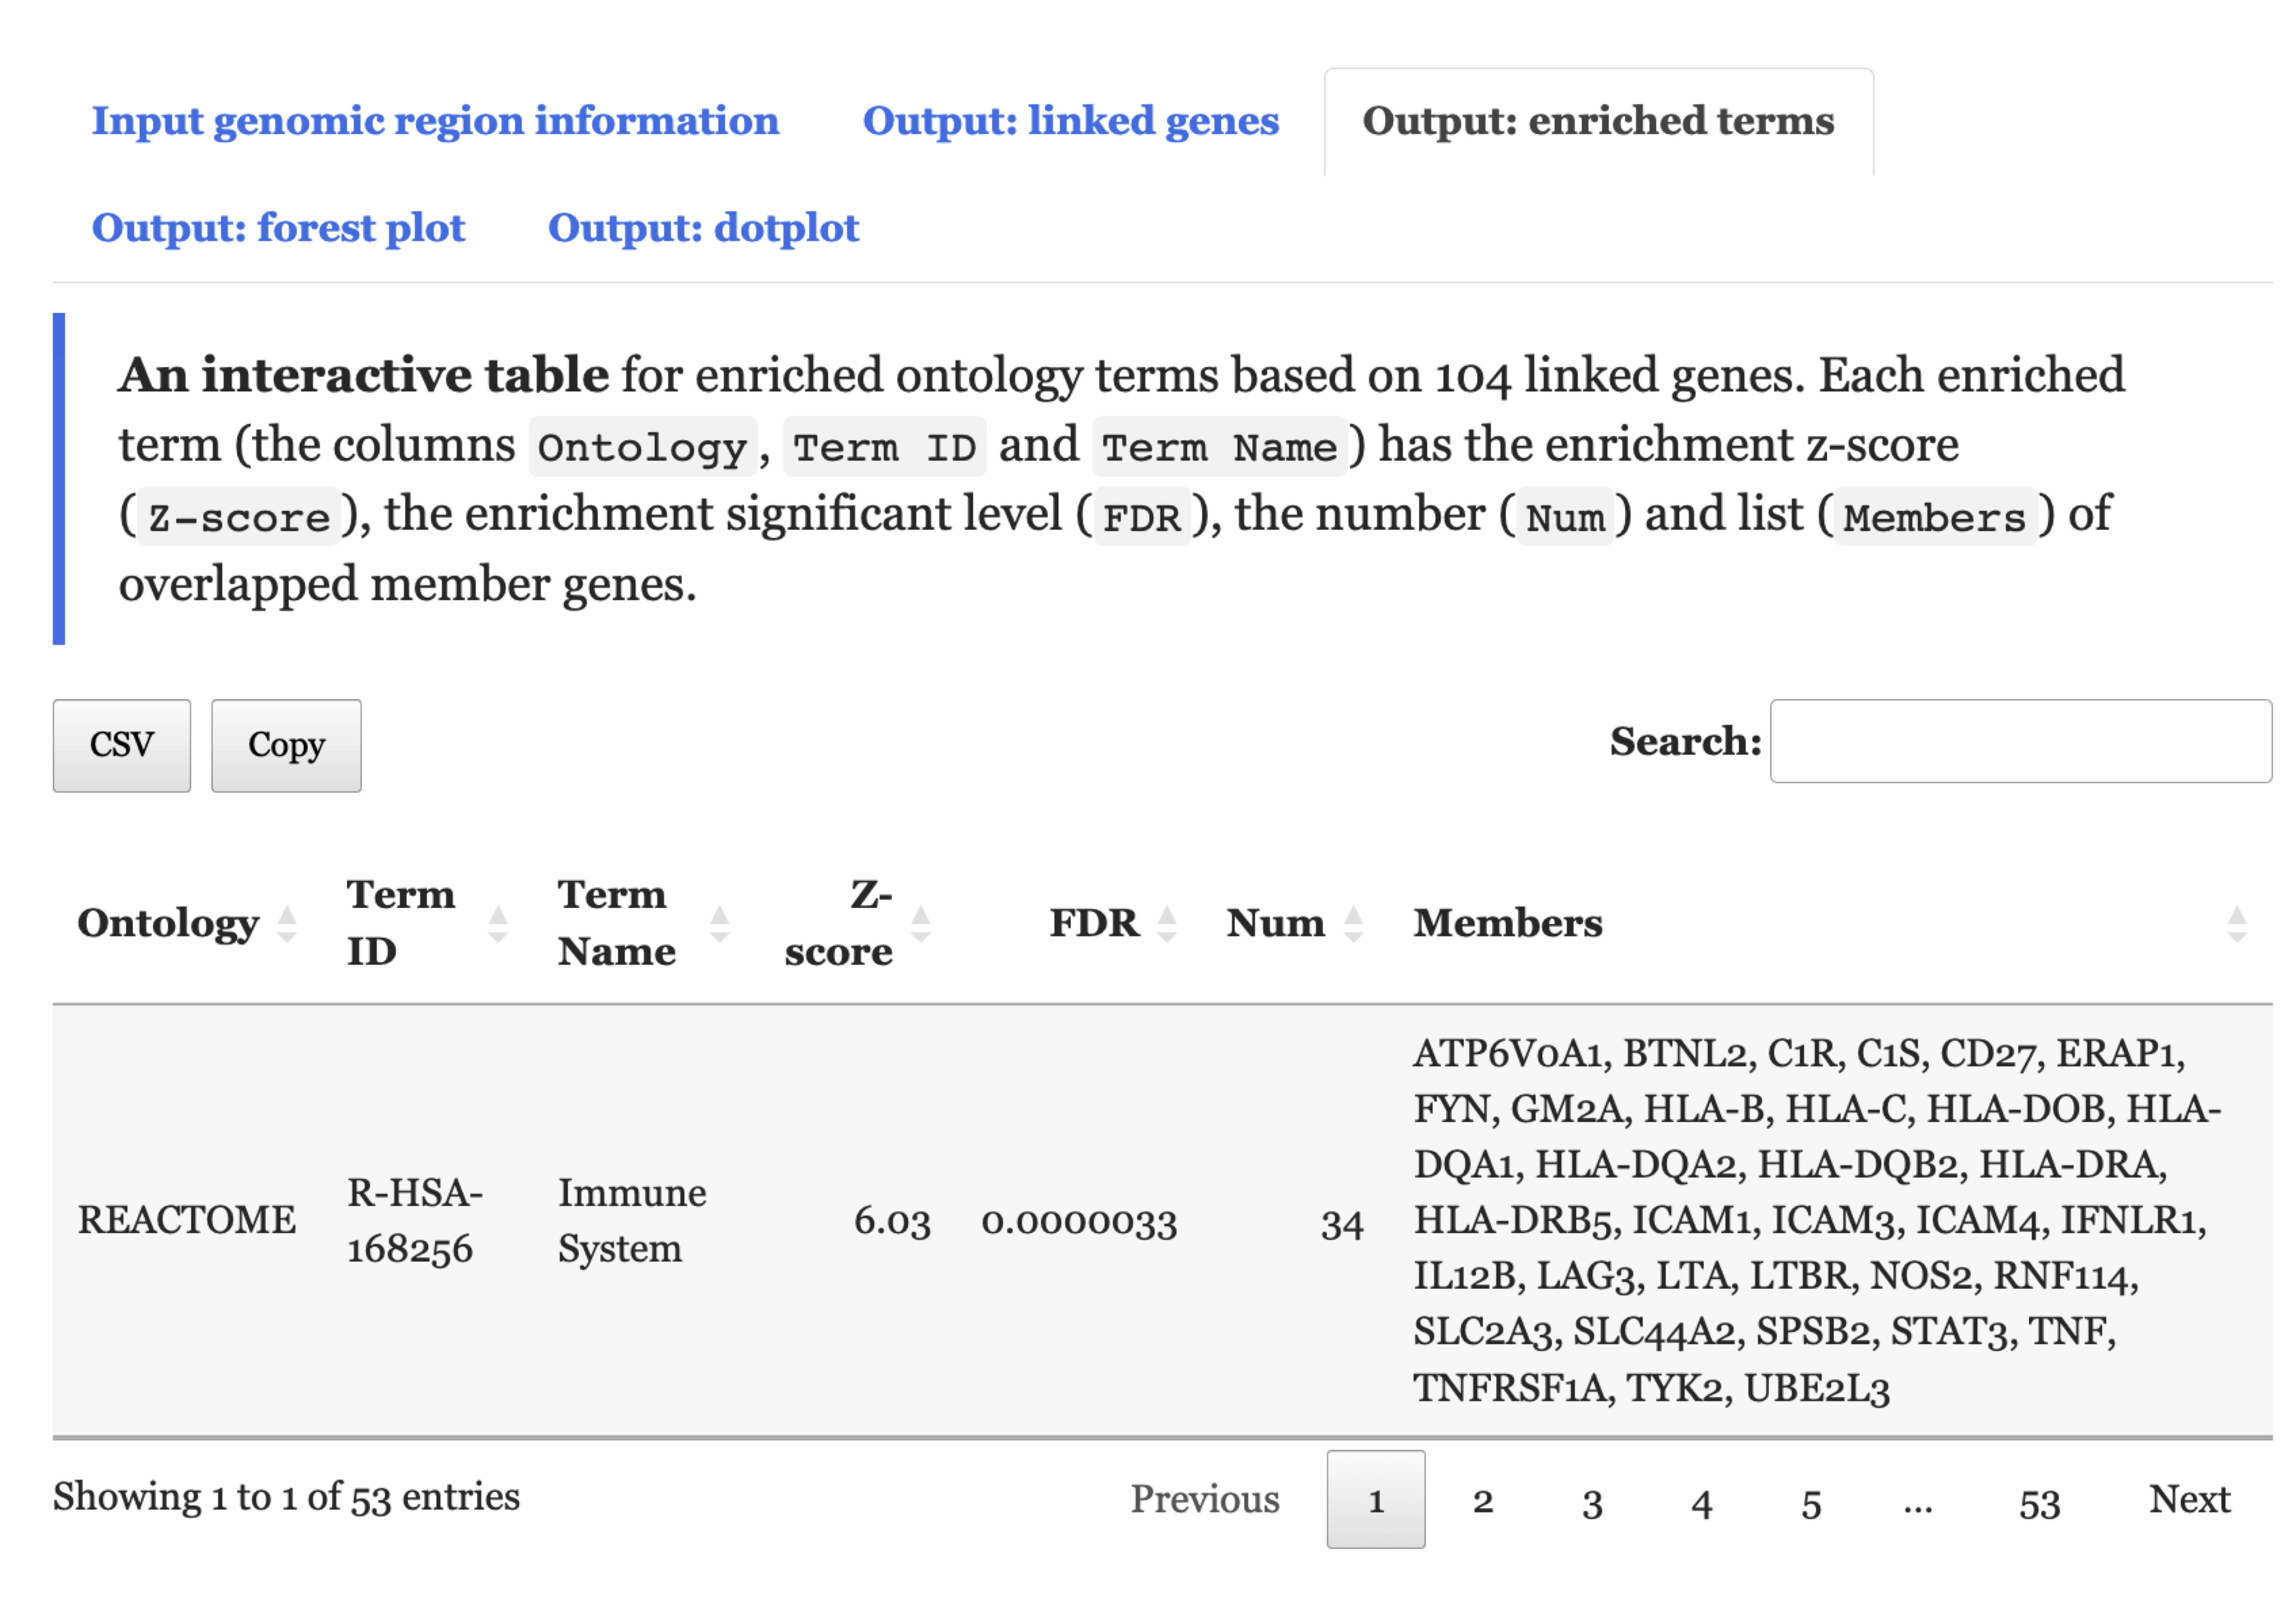 Input genomic region information Output: linked genes Output: enriched terms
Output: forest plot Output: dotplot
An interactive table for enriched ontology terms based on 104 linked genes. Each enriched
term (the columns Ontology, Term ID and Term Name) has the enrichment z-score
(Z-score), the enrichment significant level (FDR), the number (Num) and list (Members) of
overlapped member genes.
CSV Copy Search:
Ontology Term ID Term Name Z-score FDR Num Members
REACTOME R-HSA-168256 Immune System 6.03 0.0000033 34
ATP6V0A1, BTNL2, C1R, C1S, CD27, ERAP1,
FYN, GM2A, HLA-B, HLA-C, HLA-DOB, HLA-
DQA1, HLA-DQA2, HLA-DQB2, HLA-DRA,
HLA-DRB5, ICAM1, ICAM3, ICAM4, IFNLR1,
IL12B, LAG3, LTA, LTBR, NOS2, RNF114,
SLC2A3, SLC44A2, SPSB2, STAT3, TNF,
TNFRSF1A, TYK2, UBE2L3
Showing 1 to 1 of 53 entries Previous 1 2 3 4 5 ... 53 Next